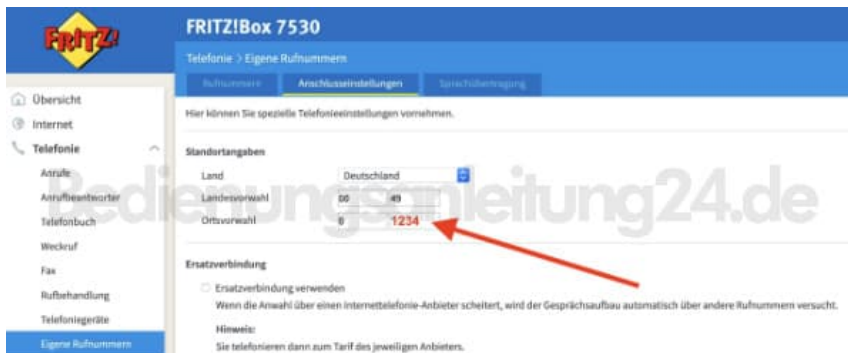 FRITZ!
FRITZ!Box 7530
Telefonie > Eigene Rufnummern
Rufnummern Anschlusseinstellungen Sprachübertragung
Hier können Sie spezielle Telefonieeinstellungen vornehmen.
Übersicht
Internet
Telefonie
Anrufe
Anrufbeantworter
Telefonbuch
Weckruf
Fax
Rufbehandlung
Telefoniegeräte
Eigene Rufnummern
Standortangaben
Land Deutschland
Landesvorwahl 00 49
Ortsvorwahl 0 1234
Ersatzverbindung
Ersatzverbindung verwenden
Wenn die Anwahl über einen Internettelefonie-Anbieter scheitert, wird der Gesprächsaufbau automatisch über andere Rufnummern versucht.
Hinweis:
Sie telefonieren dann zum Tarif des jeweiligen Anbieters.
Bedienungsanleitung24.de